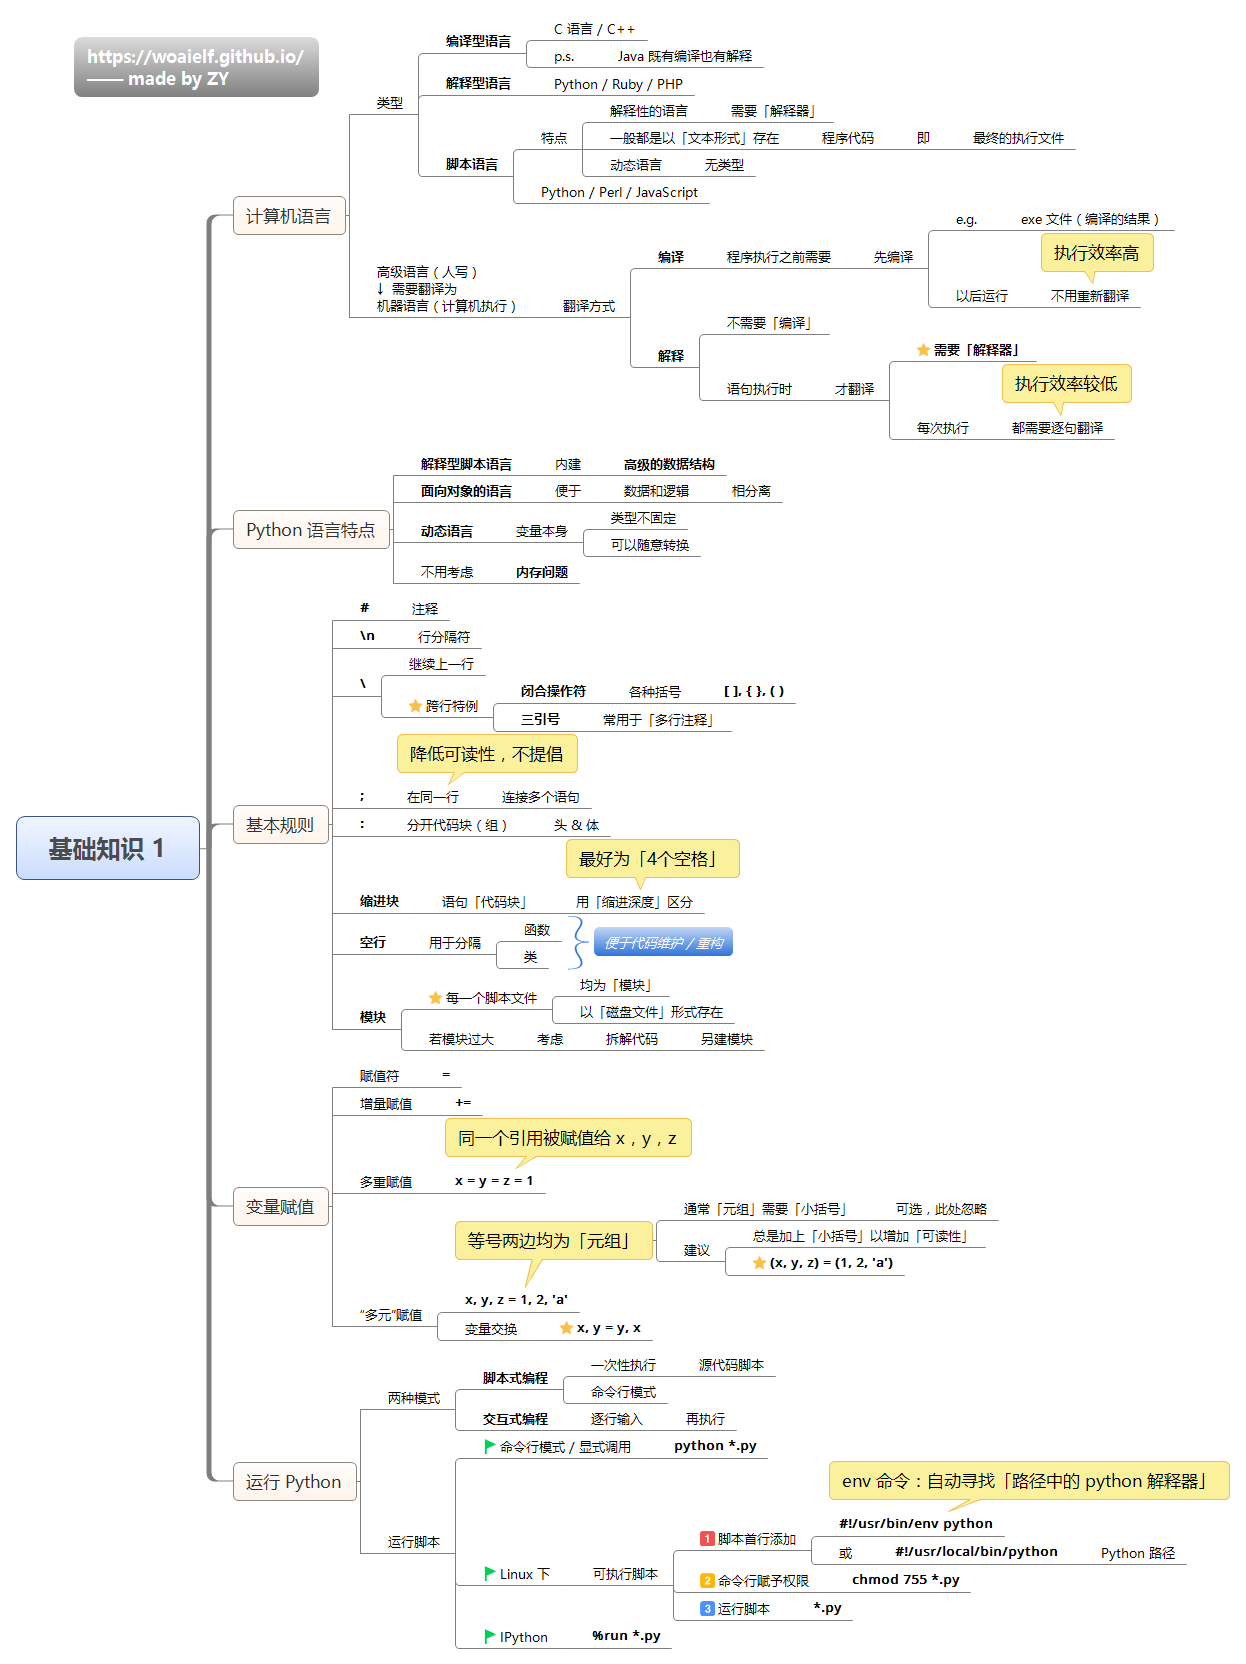 https://woaielf.github.io/
—— made by ZY
基础知识 1
计算机语言
类型
编译型语言
C 语言 / C++
p.s. Java 既有编译也有解释
解释型语言 Python / Ruby / PHP
脚本语言
特点
解释性的语言 需要「解释器」
一般都是以「文本形式」存在 程序代码 即 最终的执行文件
动态语言 无类型
Python / Perl / JavaScript
高级语言（人写）
↓ 需要翻译为
机器语言（计算机执行） 翻译方式
编译 程序执行之前需要 先编译
e.g. exe 文件（编译的结果）
执行效率高
以后运行 不用重新翻译
解释
不需要「编译」
语句执行时 才翻译
需要「解释器」
执行效率较低
每次执行 都需要逐句翻译
Python 语言特点
解释型脚本语言 内建 高级的数据结构
面向对象的语言 便于 数据和逻辑 相分离
动态语言 变量本身
类型不固定
可以随意转换
不用考虑 内存问题
基本规则
# 注释
\n 行分隔符
\
继续上一行
跨行特例
闭合操作符 各种括号 [ ], { }, ( )
三引号 常用于「多行注释」
降低可读性，不提倡
; 在同一行 连接多个语句
: 分开代码块（组） 头 & 体
最好为「4个空格」
缩进块 语句「代码块」 用「缩进深度」区分
空行 用于分隔
函数
类
便于代码维护 / 重构
模块
每一个脚本文件
均为「模块」
以「磁盘文件」形式存在
若模块过大 考虑 拆解代码 另建模块
变量赋值
赋值符 =
增量赋值 +=
同一个引用被赋值给 x，y，z
多重赋值 x = y = z = 1
等号两边均为「元组」
通常「元组」需要「小括号」 可选，此处忽略
建议
总是加上「小括号」以增加「可读性」
(x, y, z) = (1, 2, 'a')
“多元”赋值
x, y, z = 1, 2, 'a'
变量交换 x, y = y, x
运行 Python
两种模式
脚本式编程
一次性执行 源代码脚本
命令行模式
交互式编程 逐行输入 再执行
运行脚本
命令行模式 / 显式调用 python *.py
Linux 下 可执行脚本
1 脚本首行添加
env 命令：自动寻找「路径中的 python 解释器」
#!/usr/bin/env python
或 #!/usr/local/bin/python Python 路径
2 命令行赋予权限 chmod 755 *.py
3 运行脚本 *.py
IPython %run *.py